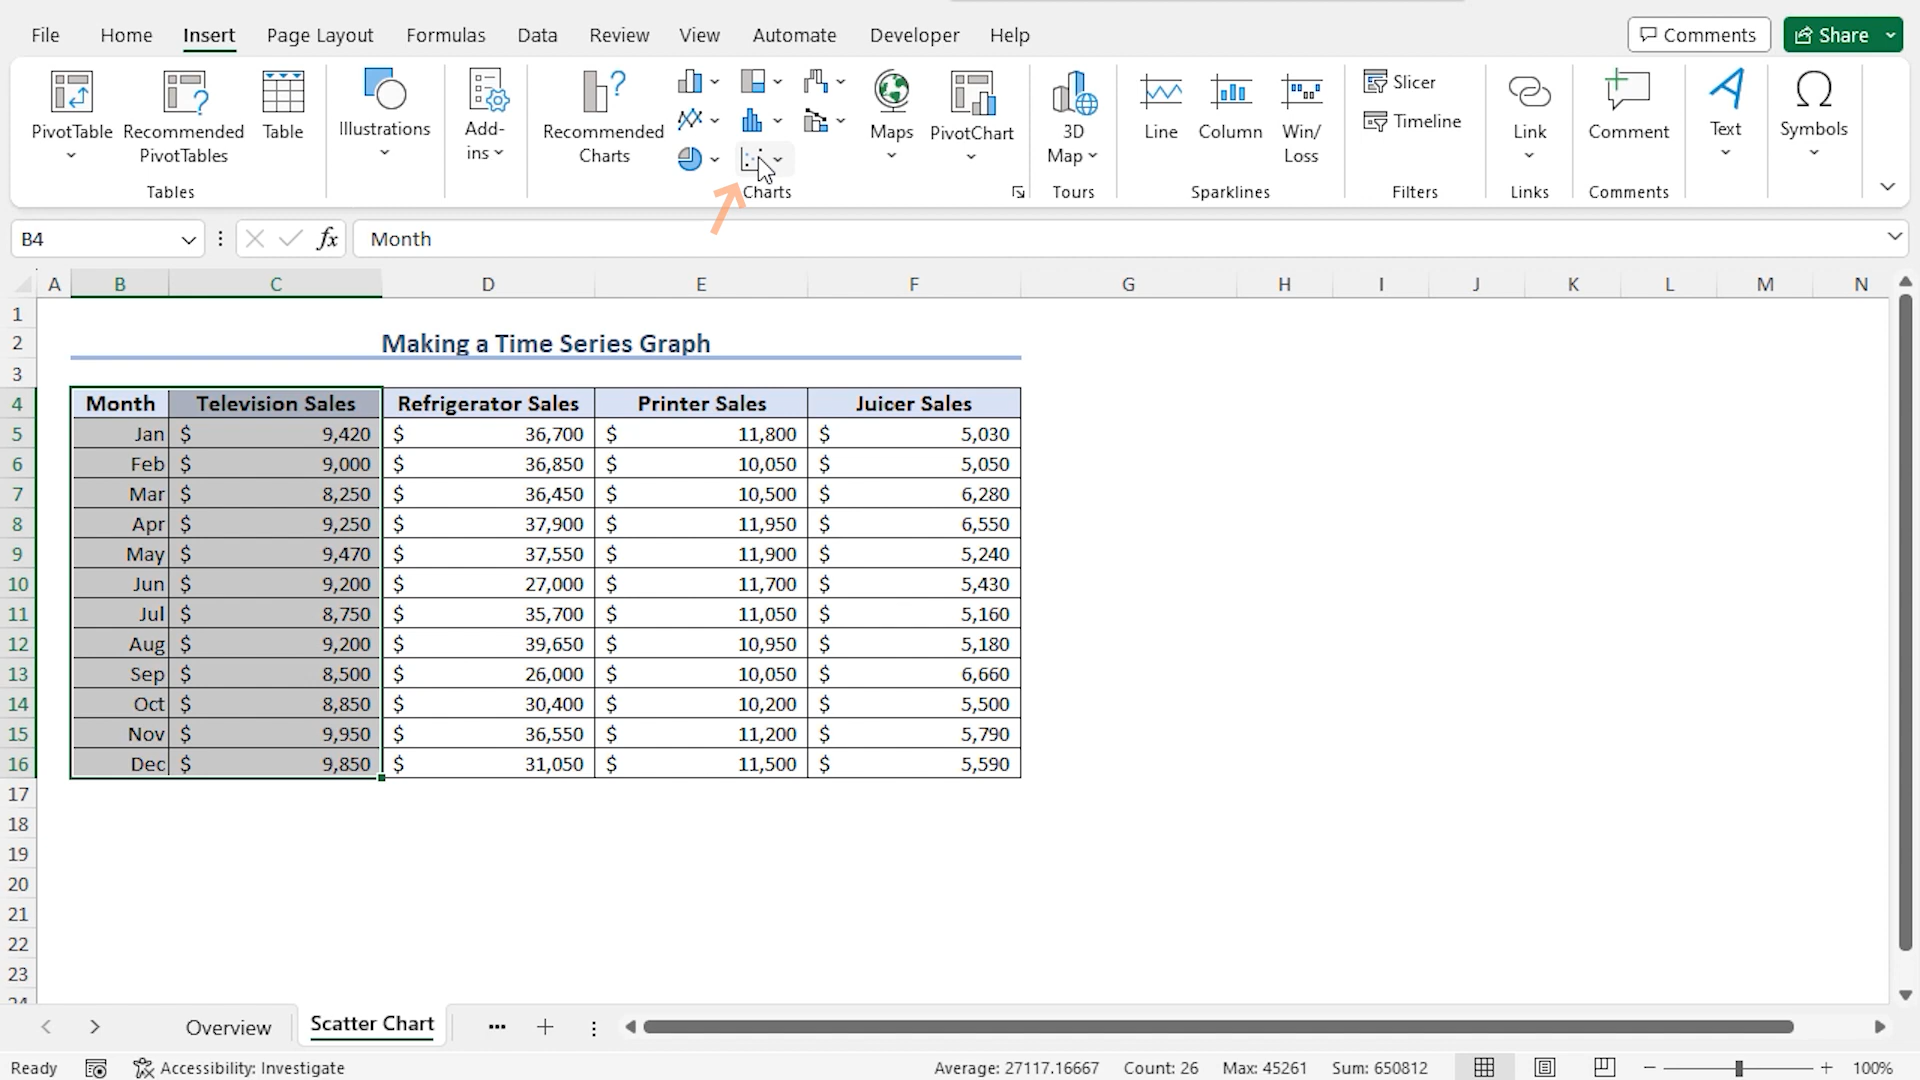 File Home Insert Page Layout Formulas Data Review View Automate Developer Help Comments Share
PivotTable Recommended PivotTables Table Illustrations Add-ins Recommended Charts Maps PivotChart 3D Map Line Column Win/Loss Slicer Timeline Link Comment Text Symbols
Tables Charts Tours Sparklines Filters Links Comments
B4 fx Month
A B C D E F G H I J K L M N
1
2 Making a Time Series Graph
3
4 Month Television Sales Refrigerator Sales Printer Sales Juicer Sales
5 Jan $ 9,420 $ 36,700 $ 11,800 $ 5,030
6 Feb $ 9,000 $ 36,850 $ 10,050 $ 5,050
7 Mar $ 8,250 $ 36,450 $ 10,500 $ 6,280
8 Apr $ 9,250 $ 37,900 $ 11,950 $ 6,550
9 May $ 9,470 $ 37,550 $ 11,900 $ 5,240
10 Jun $ 9,200 $ 27,000 $ 11,700 $ 5,430
11 Jul $ 8,750 $ 35,700 $ 11,050 $ 5,160
12 Aug $ 9,200 $ 39,650 $ 10,950 $ 5,180
13 Sep $ 8,500 $ 26,000 $ 10,050 $ 6,660
14 Oct $ 8,850 $ 30,400 $ 10,200 $ 5,500
15 Nov $ 9,950 $ 36,550 $ 11,200 $ 5,790
16 Dec $ 9,850 $ 31,050 $ 11,500 $ 5,590
17
18
19
20
21
22
23
24
Overview Scatter Chart
Ready Accessibility: Investigate Average: 27117.16667 Count: 26 Max: 45261 Sum: 650812 100%